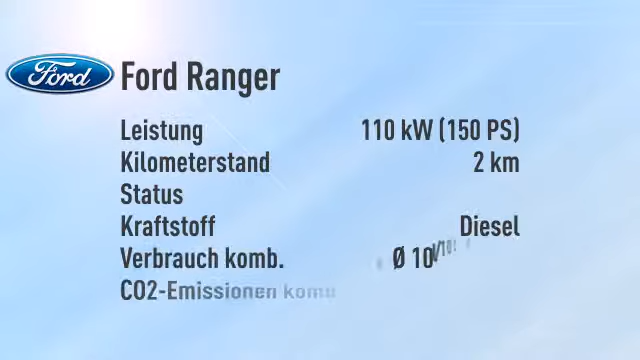 Ford
Ford Ranger
Leistung 110 kW (150 PS)
Kilometerstand 2 km
Status
Kraftstoff Diesel
Verbrauch komb. Ø 10
CO2-Emissionen